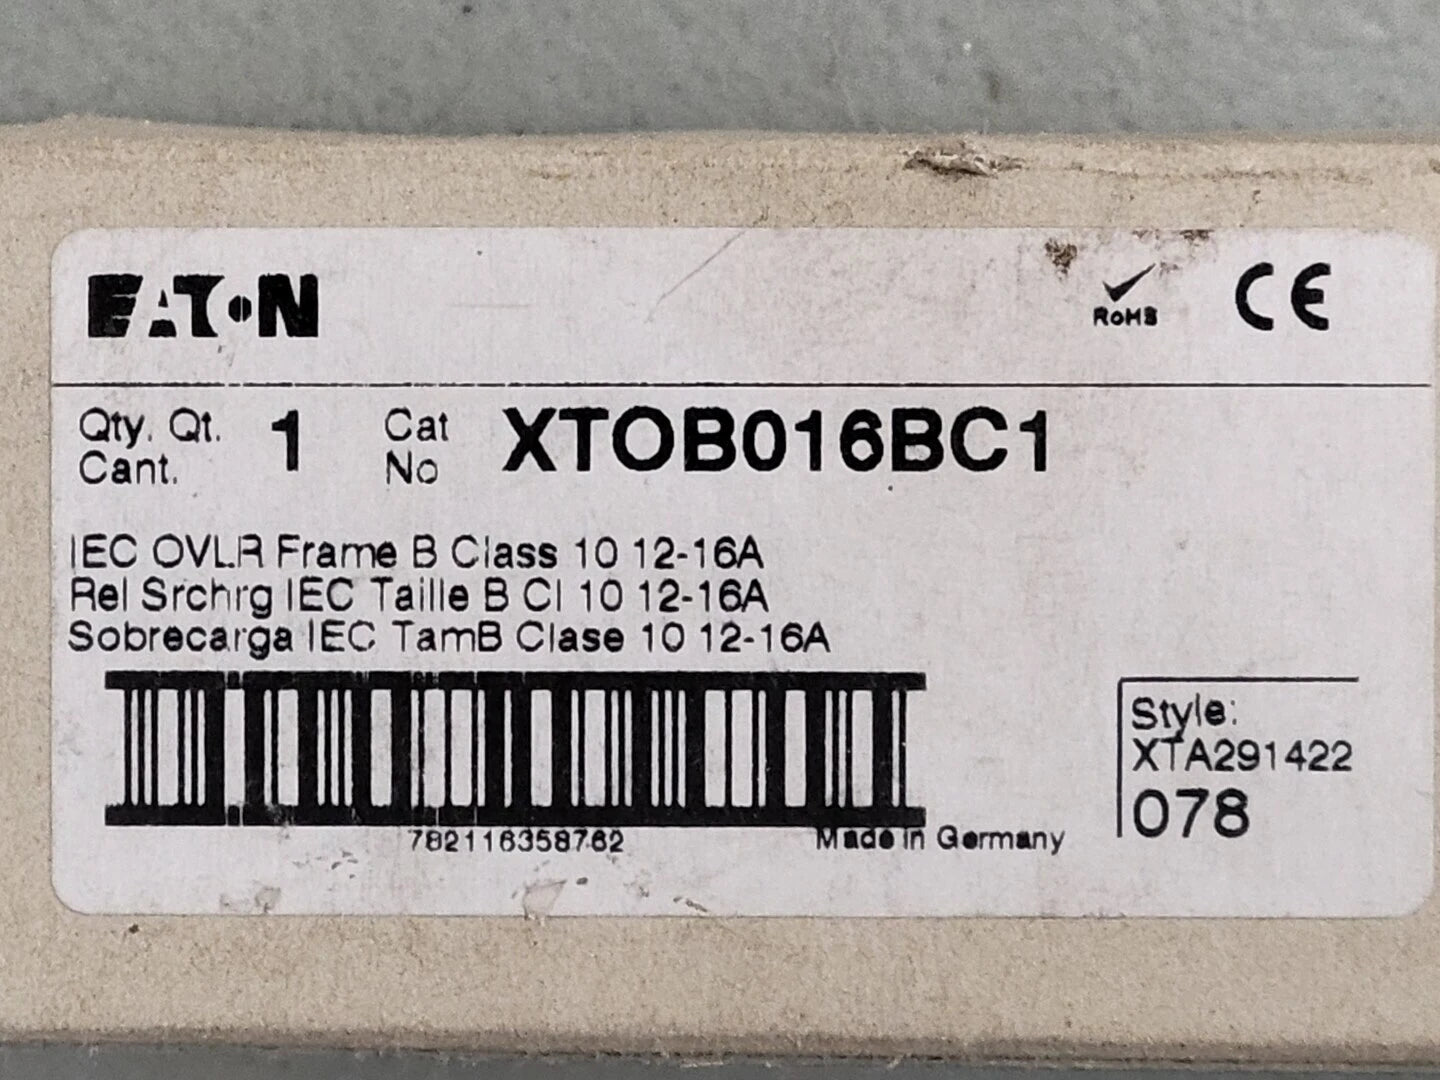 EATON
RoHS
CE
Qty. Qt. 1 Cat XTOB016BC1
Cant. No
IEC OVLR Frame B Class 10 12-16A
Rel Srchrg IEC Taille B Cl 10 12-16A
Sobrecarga IEC TamB Clase 10 12-16A
Style:
XTA291422
078
782116358762
Made in Germany